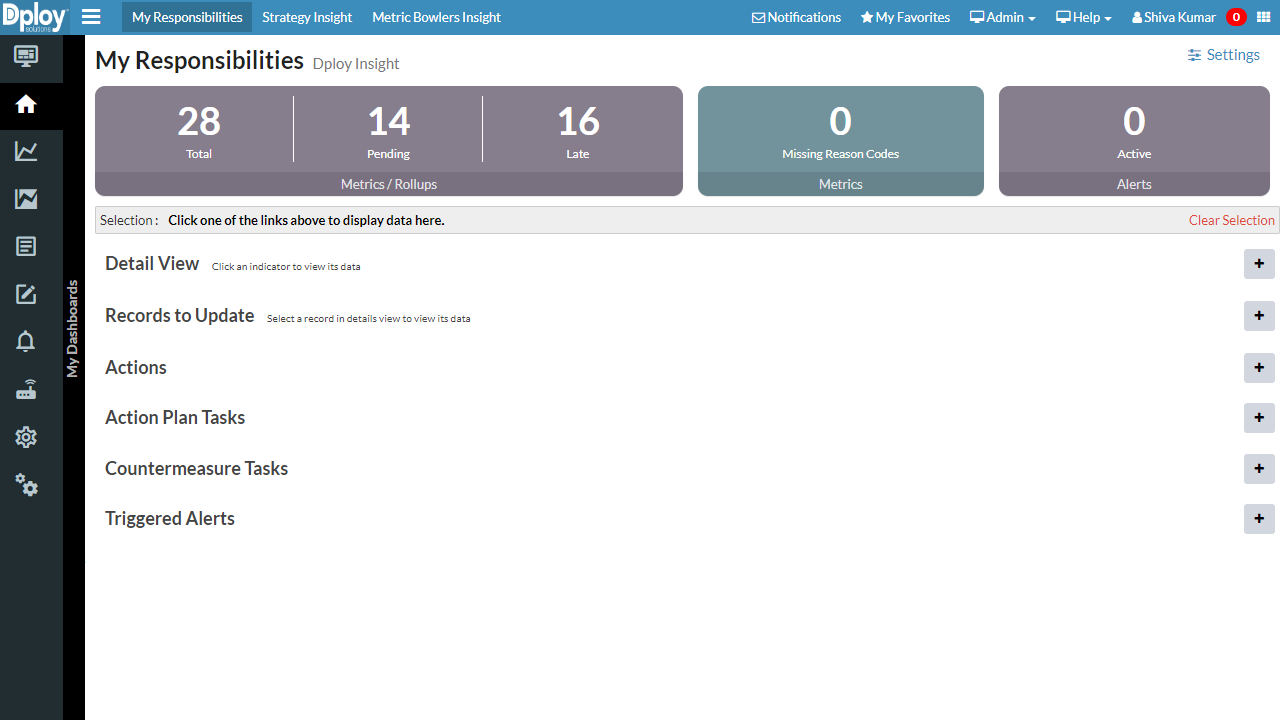 Dploy
solutions
My Responsibilities Strategy Insight Metric Bowlers Insight Notifications My Favorites Admin Help Shiva Kumar 0
My Responsibilities Dploy Insight Settings
28 14 16 0 0
Total Pending Late Missing Reason Codes Active
Metrics / Rollups Metrics Alerts
Selection : Click one of the links above to display data here. Clear Selection
Detail View Click an indicator to view its data +
Records to Update Select a record in details view to view its data +
My Dashboards
Actions +
Action Plan Tasks +
Countermeasure Tasks +
Triggered Alerts +